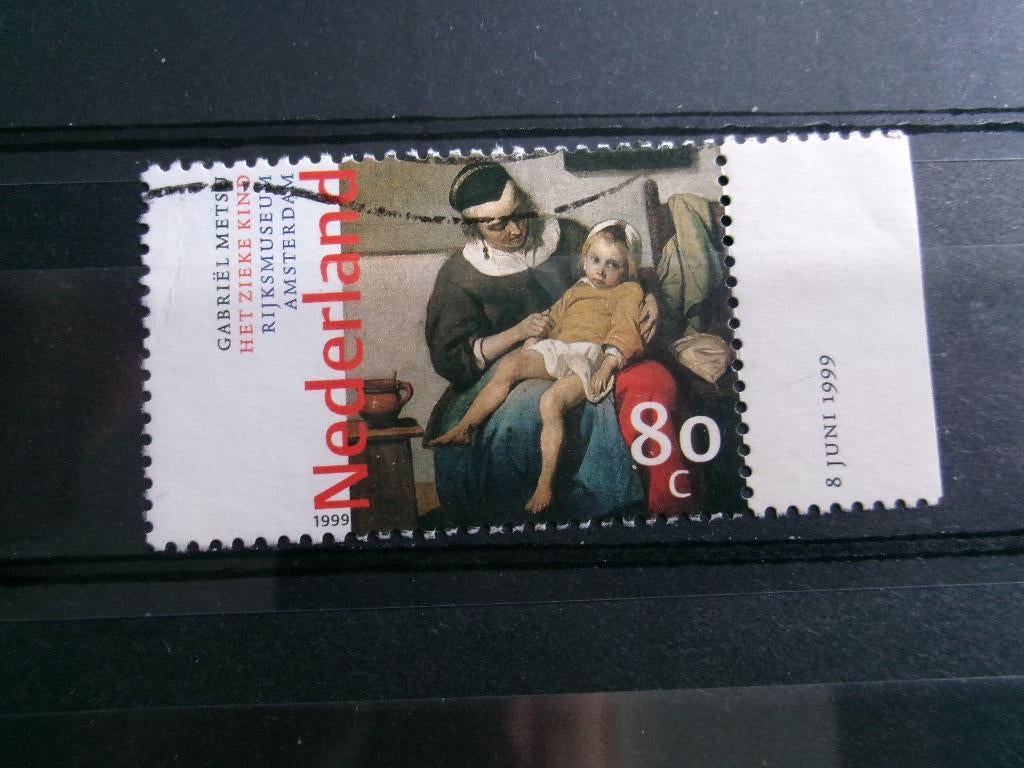 GABRIËL METSU
HET ZIEKE KIND
RIJKSMUSEUM
AMSTERDAM
Nederland
1999
80
C
8 JUNI 1999